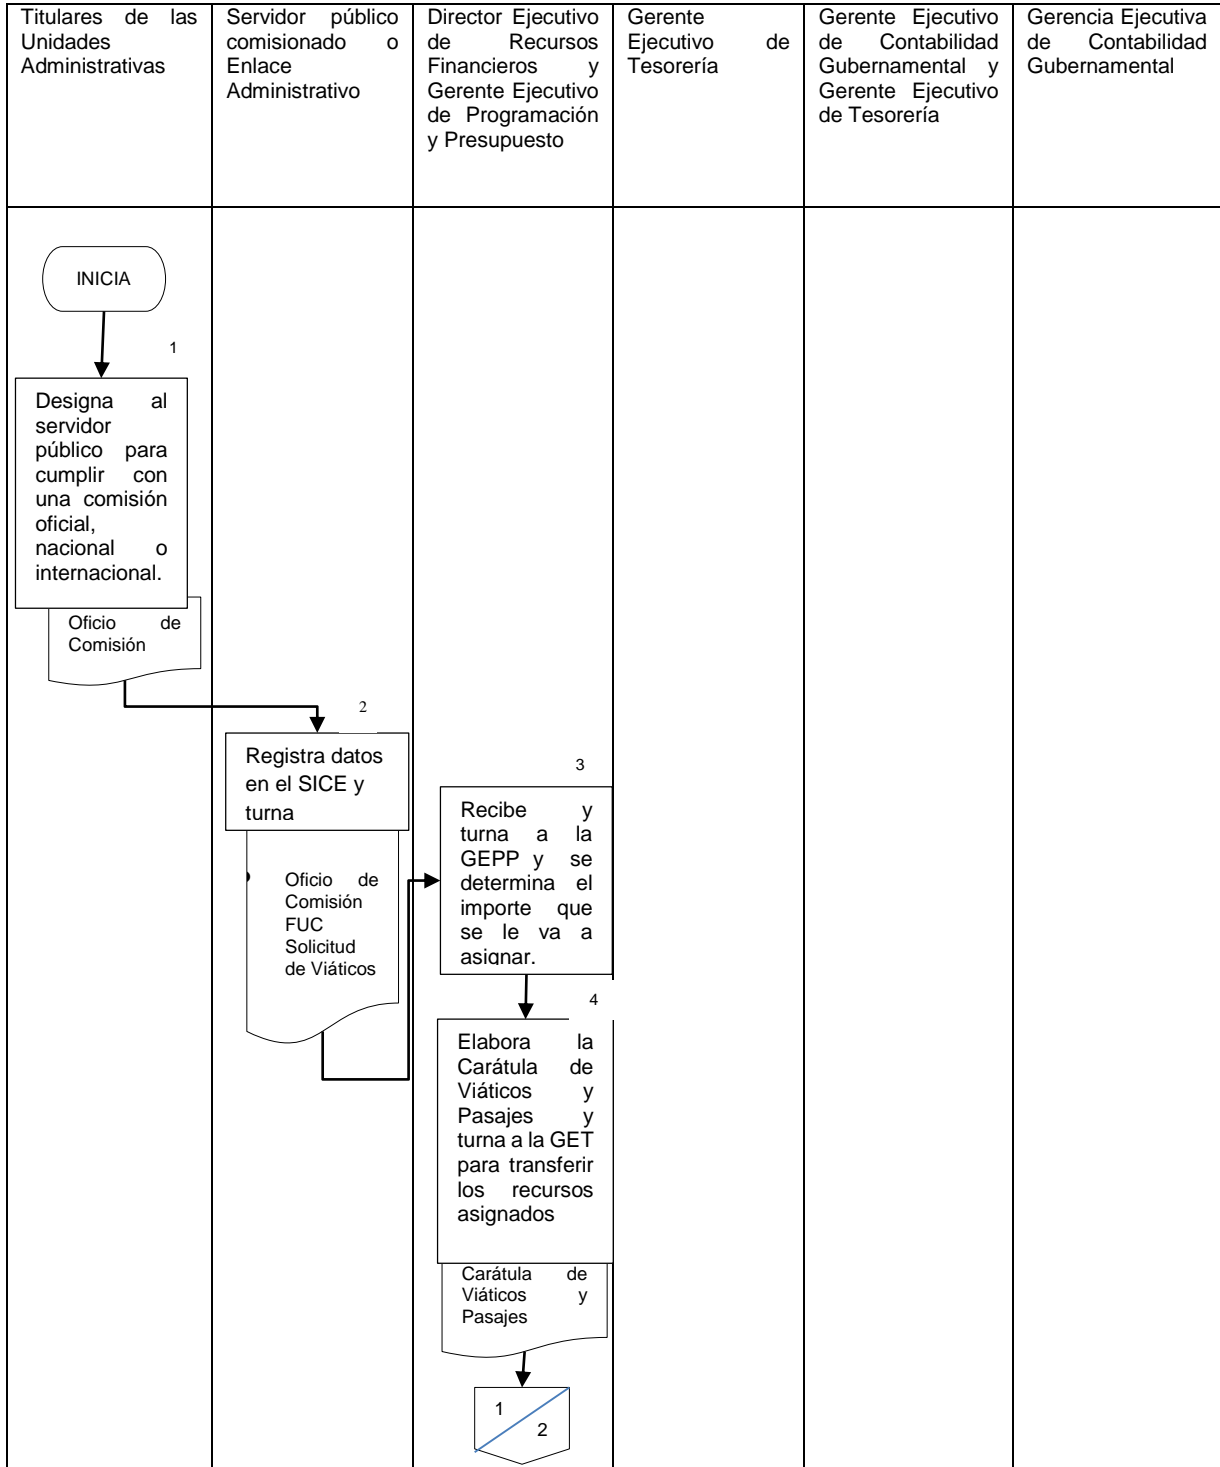 Titulares de las
Unidades
Administrativas
Servidor público
comisionado o
Enlace
Administrativo
Director Ejecutivo
de Recursos
Financieros y
Gerente Ejecutivo
de Programación
y Presupuesto
Gerente
Ejecutivo de
Tesorería
Gerente Ejecutivo
de Contabilidad
Gubernamental y
Gerente Ejecutivo
de Tesorería
Gerencia Ejecutiva
de Contabilidad
Gubernamental
INICIA
1
Designa al
servidor
público para
cumplir con
una comisión
oficial,
nacional o
internacional.
Oficio de
Comisión
2
Registra datos
en el SICE y
turna
Oficio de
Comisión
FUC
Solicitud
de Viáticos
3
Recibe y
turna a la
GEPP y se
determina el
importe que
se le va a
asignar.
4
Elabora la
Carátula de
Viáticos y
Pasajes y
turna a la GET
para transferir
los recursos
asignados
Carátula de
Viáticos y
Pasajes
1
2